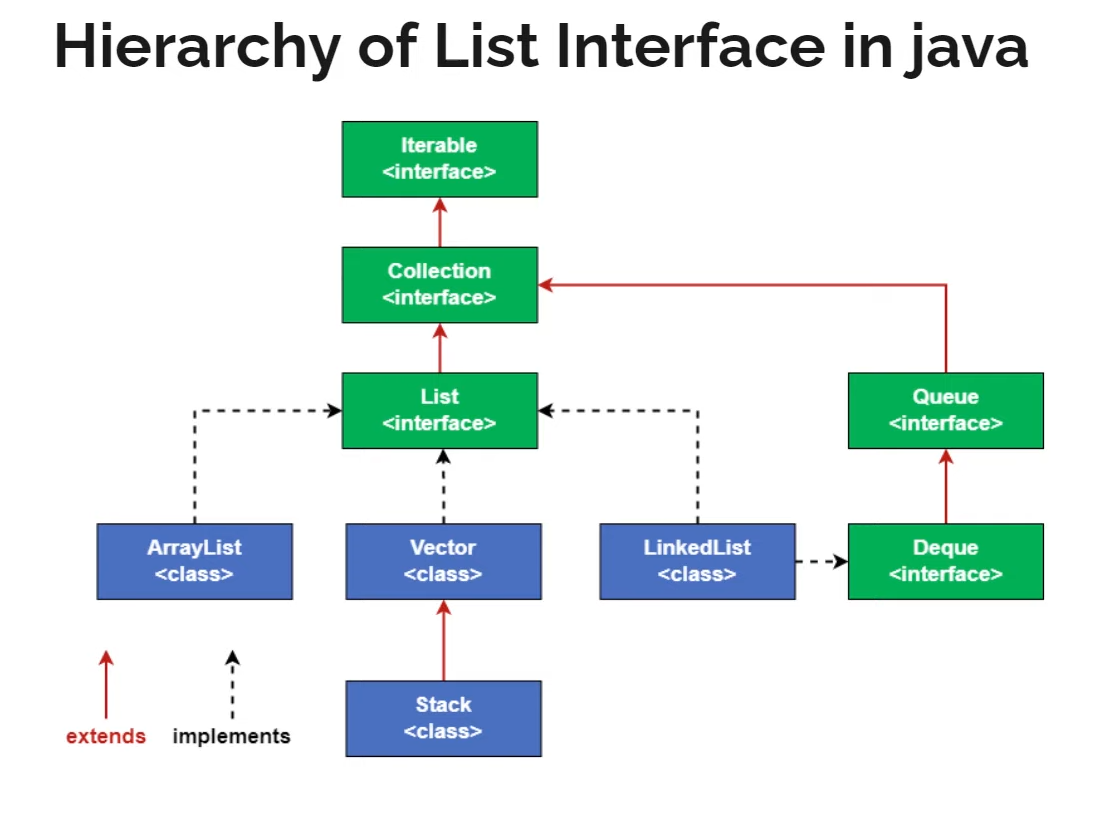 Hierarchy of List Interface in java
Iterable
<interface>
Collection
<interface>
List
<interface>
Queue
<interface>
ArrayList
<class>
Vector
<class>
LinkedList
<class>
Deque
<interface>
extends
implements
Stack
<class>